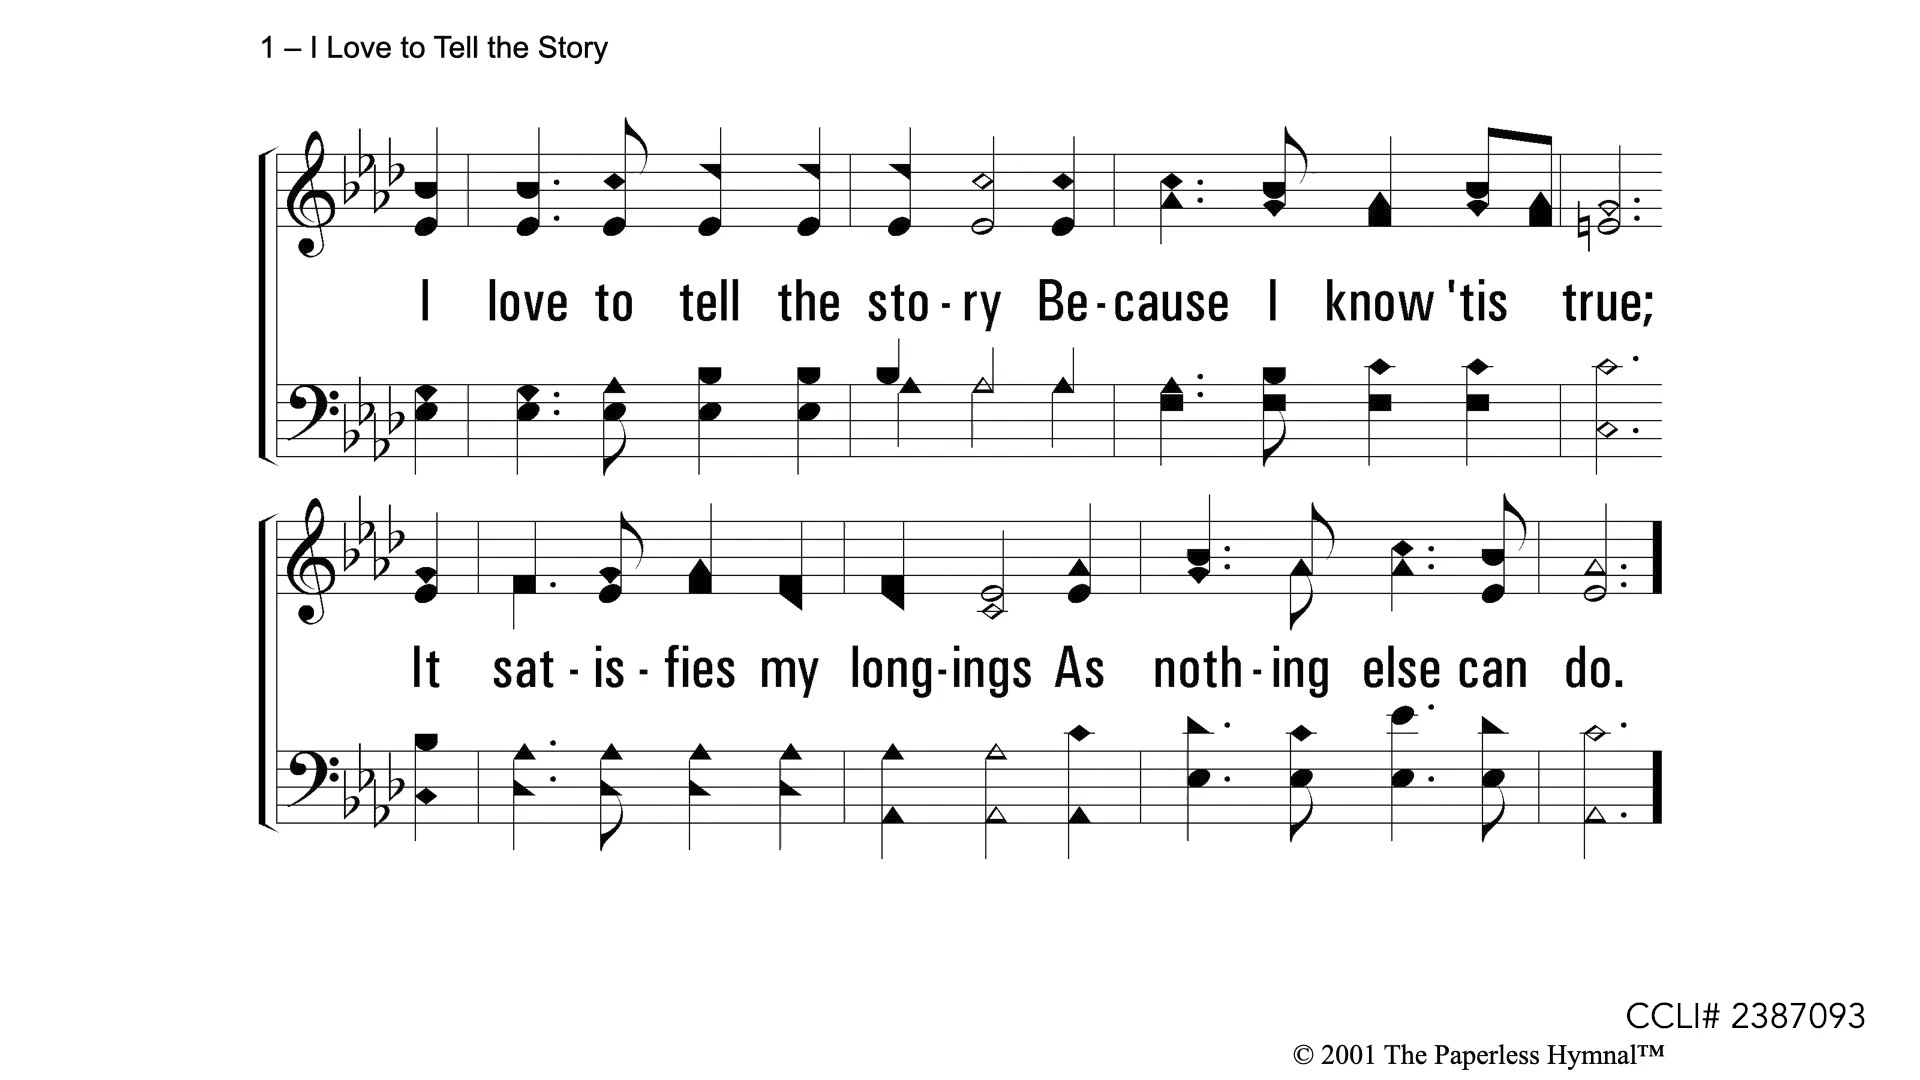 1 – I Love to Tell the Story
I love to tell the sto - ry Be - cause I know 'tis true;
It sat - is - fies my long - ings As noth - ing else can do.
CCLI# 2387093
© 2001 The Paperless Hymnal™